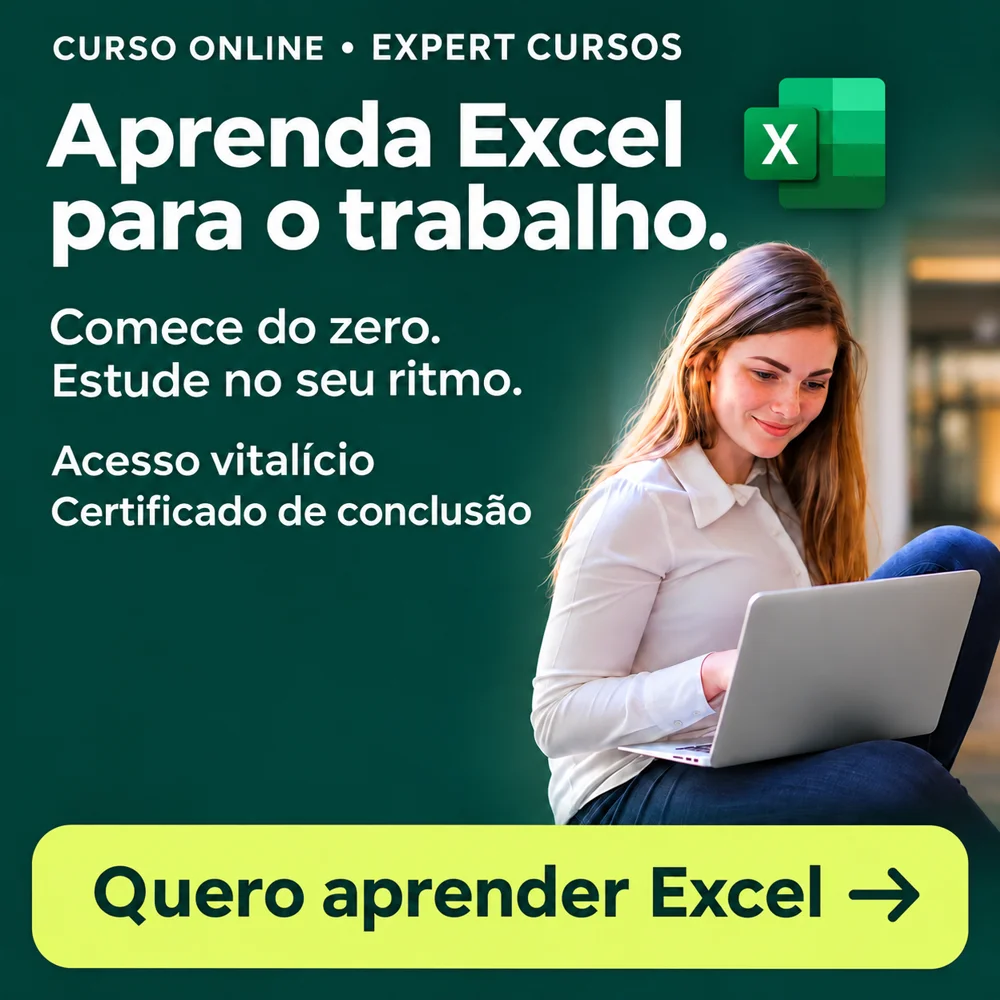 CURSO ONLINE • EXPERT CURSOS
Aprenda Excel
para o trabalho.
X
Comece do zero.
Estude no seu ritmo.
Acesso vitalício
Certificado de conclusão
Quero aprender Excel →